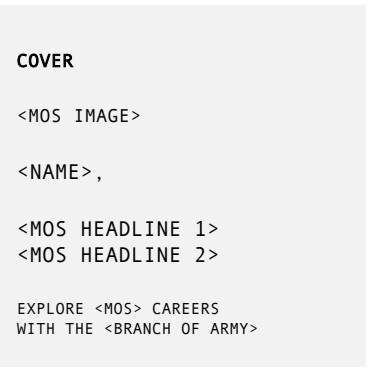 COVER
<MOS IMAGE>
<NAME>,
<MOS HEADLINE 1>
<MOS HEADLINE 2>
EXPLORE <MOS> CAREERS
WITH THE <BRANCH OF ARMY>